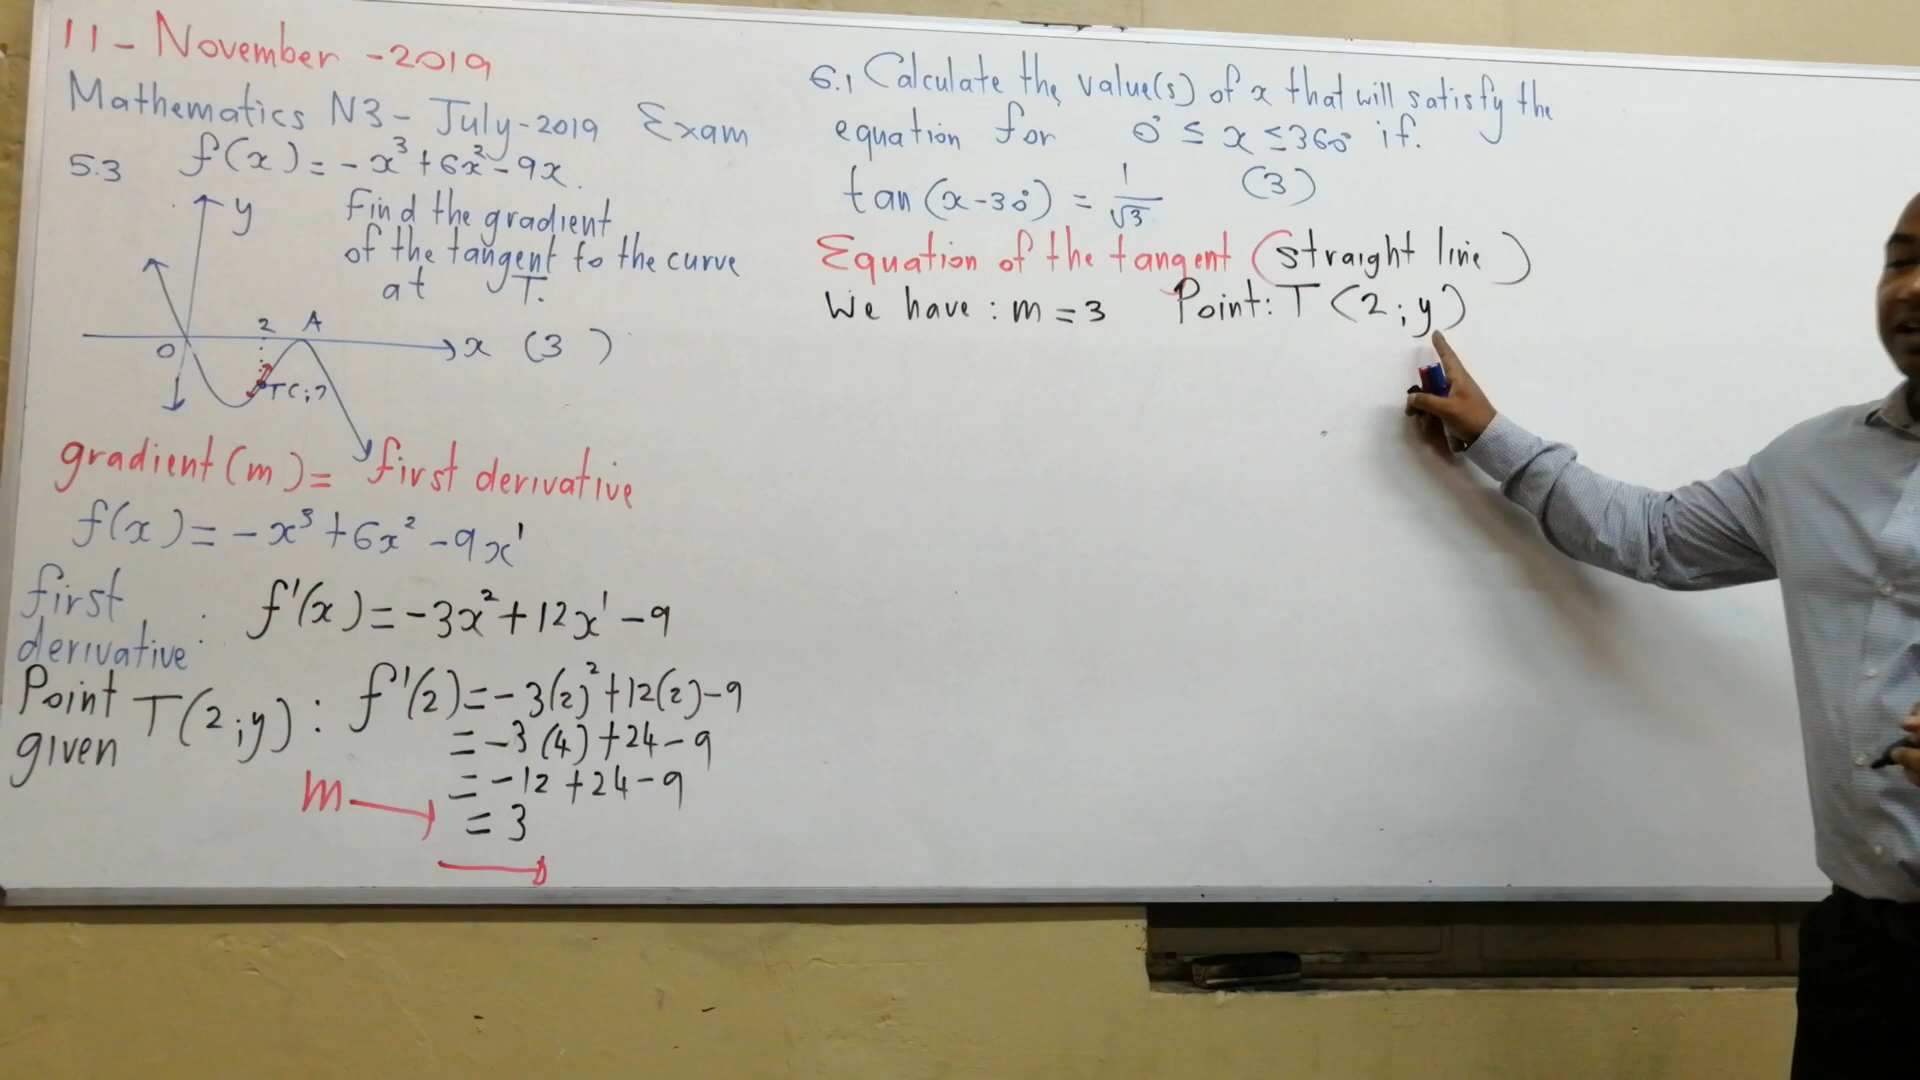 11 - November - 2019
Mathematics N3 - July - 2019 Exam
5.3 f(x) = -x³ + 6x² - 9x.
y
Find the gradient
of the tangent to the curve
at T.
2 A
O x (3)
T( ; ?
gradient (m) = first derivative
f(x) = -x³ + 6x² - 9x¹
first
derivative : f'(x) = -3x² + 12x¹ - 9
Point
given T(2;y) : f'(2) = -3(2)² + 12(2) - 9
= -3(4) + 24 - 9
= -12 + 24 - 9
m → = 3
6.1 Calculate the value(s) of x that will satisfy the
equation for 0° ≤ x ≤ 360° if.
tan(x-30°) = 1/√3 (3)
Equation of the tangent (straight line)
We have : m = 3 Point: T(2;y)